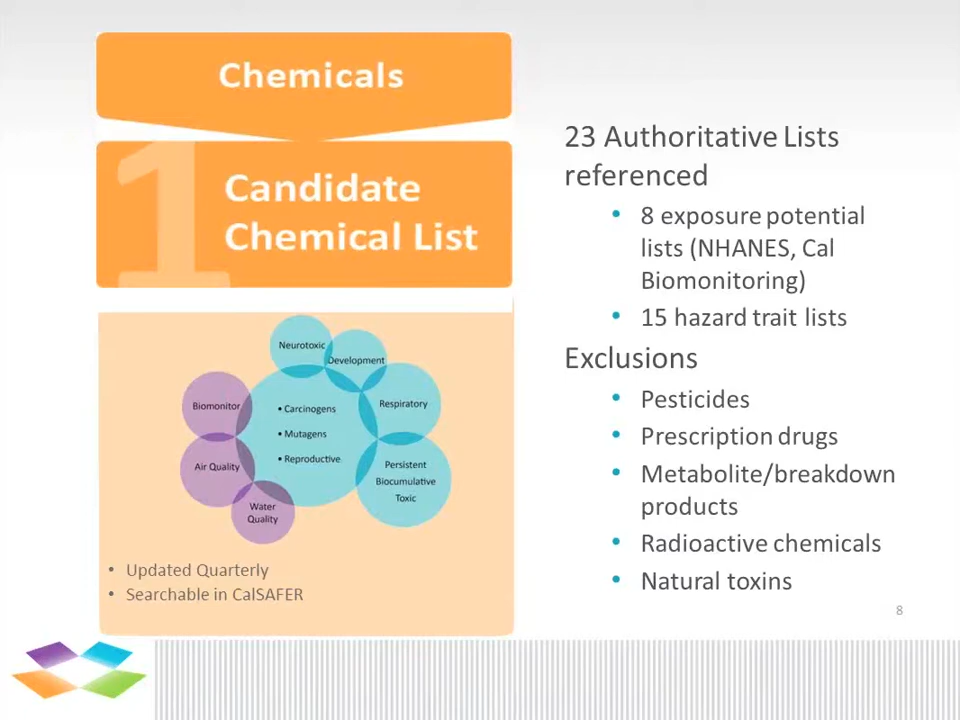 Chemicals
1
Candidate
Chemical List
Neurotoxic
Development
Biomonitor
• Carcinogens
Respiratory
• Mutagens
• Reproductive
Air Quality
Persistent
Biocumulative
Toxic
Water
Quality
• Updated Quarterly
• Searchable in CalSAFER
23 Authoritative Lists
referenced
• 8 exposure potential
lists (NHANES, Cal
Biomonitoring)
• 15 hazard trait lists
Exclusions
• Pesticides
• Prescription drugs
• Metabolite/breakdown
products
• Radioactive chemicals
• Natural toxins
8